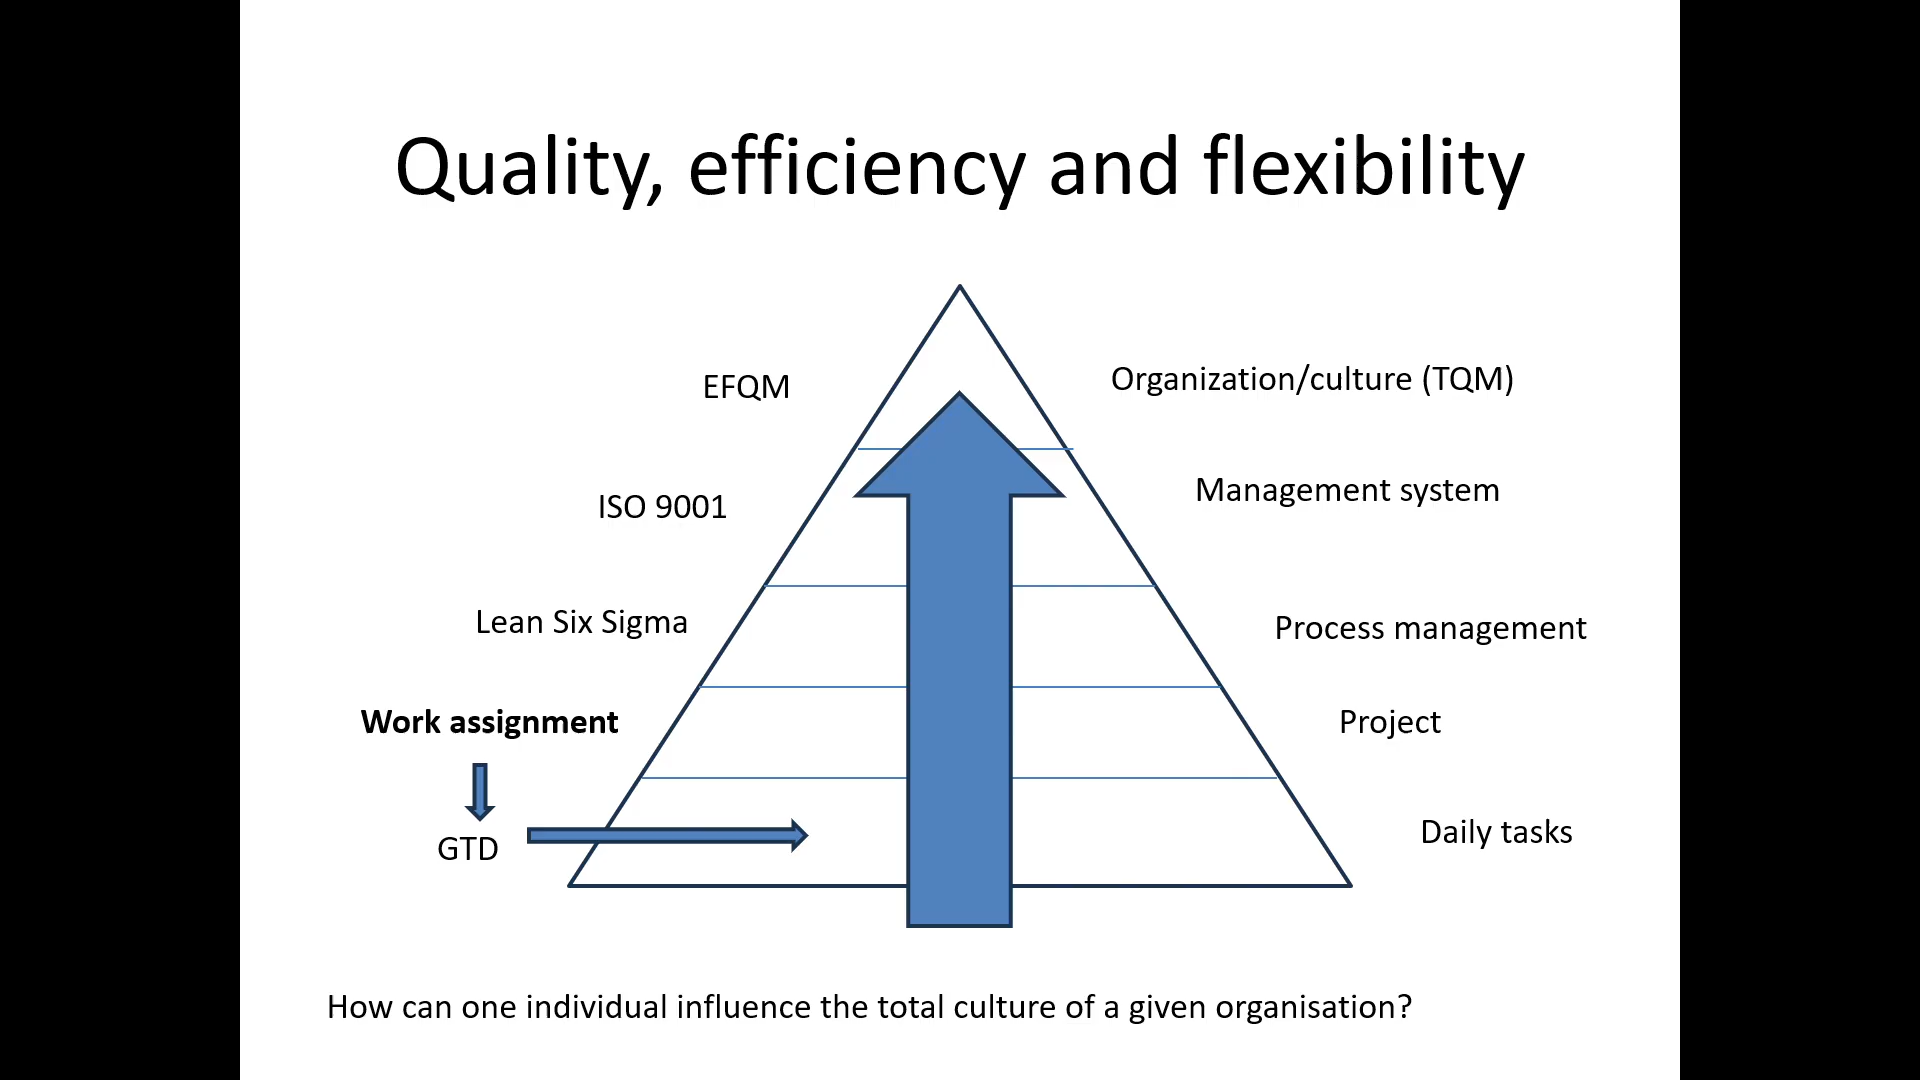 Quality, efficiency and flexibility
EFQM
Organization/culture (TQM)
ISO 9001
Management system
Lean Six Sigma
Process management
Work assignment
Project
GTD
Daily tasks
How can one individual influence the total culture of a given organisation?